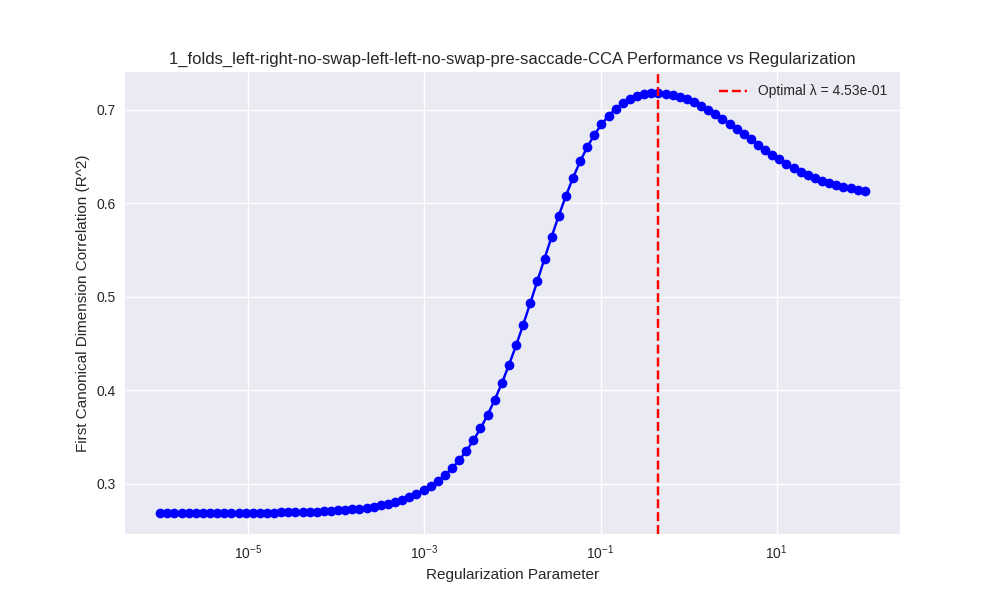 1_folds_left-right-no-swap-left-left-no-swap-pre-saccade-CCA Performance vs Regularization
Optimal λ = 4.53e-01
First Canonical Dimension Correlation (R^2)
0.7
0.6
0.5
0.4
0.3
10⁻⁵
10⁻³
10⁻¹
10¹
Regularization Parameter